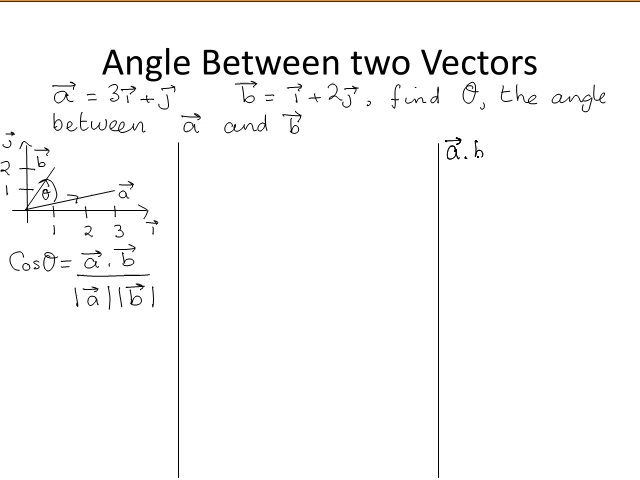 Angle Between two Vectors
a⃗ = 3i⃗ + j⃗ b⃗ = i⃗ + 2j⃗, find θ, the angle
between a⃗ and b⃗
j⃗
2 b⃗
1 θ a⃗
1 2 3 i⃗
Cosθ = a⃗ . b⃗
|a⃗||b⃗|
a⃗ . b